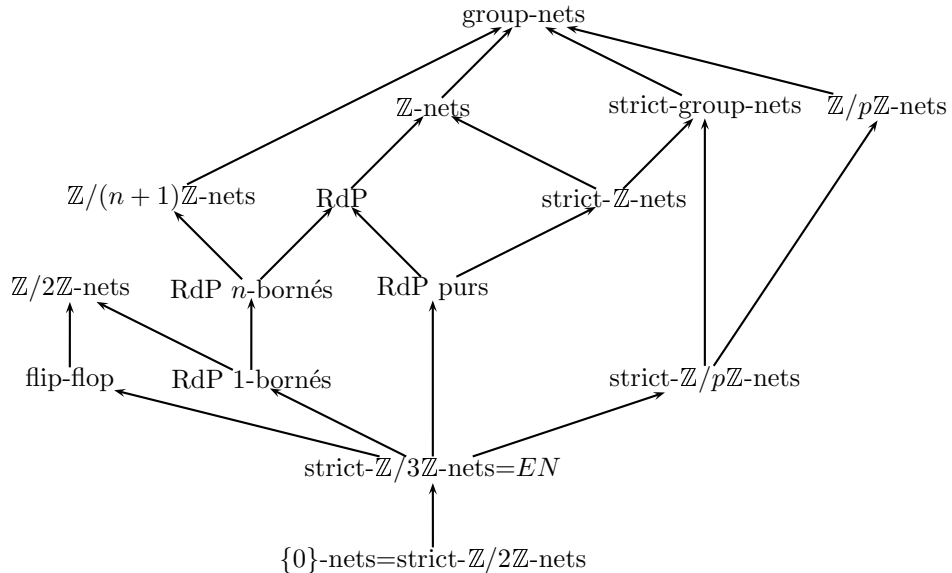 group-nets
ℤ-nets
strict-group-nets
ℤ/pℤ-nets
ℤ/(n + 1)ℤ-nets
RdP
strict-ℤ-nets
ℤ/2ℤ-nets
RdP n-bornés
RdP purs
flip-flop
RdP 1-bornés
strict-ℤ/pℤ-nets
strict-ℤ/3ℤ-nets=EN
{0}-nets=strict-ℤ/2ℤ-nets